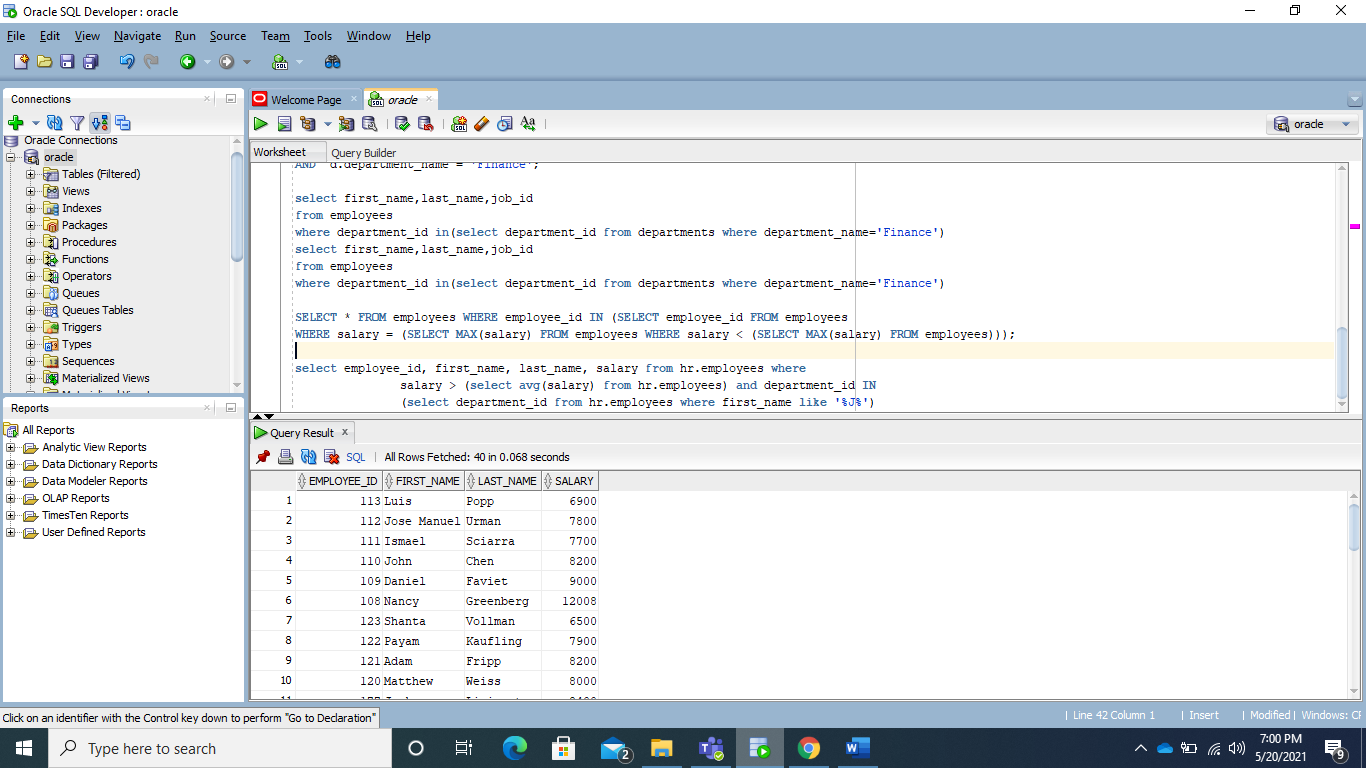 Oracle SQL Developer : oracle
File Edit View Navigate Run Source Team Tools Window Help
Connections
Oracle Connections
oracle
Tables (Filtered)
Views
Indexes
Packages
Procedures
Functions
Operators
Queues
Queues Tables
Triggers
Types
Sequences
Materialized Views
Reports
All Reports
Analytic View Reports
Data Dictionary Reports
Data Modeler Reports
OLAP Reports
TimesTen Reports
User Defined Reports
Welcome Page oracle
oracle
Worksheet Query Builder
AND d.department_name = 'Finance';
select first_name,last_name,job_id
from employees
where department_id in(select department_id from departments where department_name='Finance')
select first_name,last_name,job_id
from employees
where department_id in(select department_id from departments where department_name='Finance')
SELECT * FROM employees WHERE employee_id IN (SELECT employee_id FROM employees
WHERE salary = (SELECT MAX(salary) FROM employees WHERE salary < (SELECT MAX(salary) FROM employees)));
select employee_id, first_name, last_name, salary from hr.employees where
salary > (select avg(salary) from hr.employees) and department_id IN
(select department_id from hr.employees where first_name like '%J%')
Query Result x
SQL | All Rows Fetched: 40 in 0.068 seconds
EMPLOYEE_ID FIRST_NAME LAST_NAME SALARY
1 113 Luis Popp 6900
2 112 Jose Manuel Urman 7800
3 111 Ismael Sciarra 7700
4 110 John Chen 8200
5 109 Daniel Faviet 9000
6 108 Nancy Greenberg 12008
7 123 Shanta Vollman 6500
8 122 Payam Kaufling 7900
9 121 Adam Fripp 8200
10 120 Matthew Weiss 8000
Click on an identifier with the Control key down to perform "Go to Declaration"
| Line 42 Column 1 | Insert | Modified | Windows:
Type here to search
2
7:00 PM
5/20/2021
9